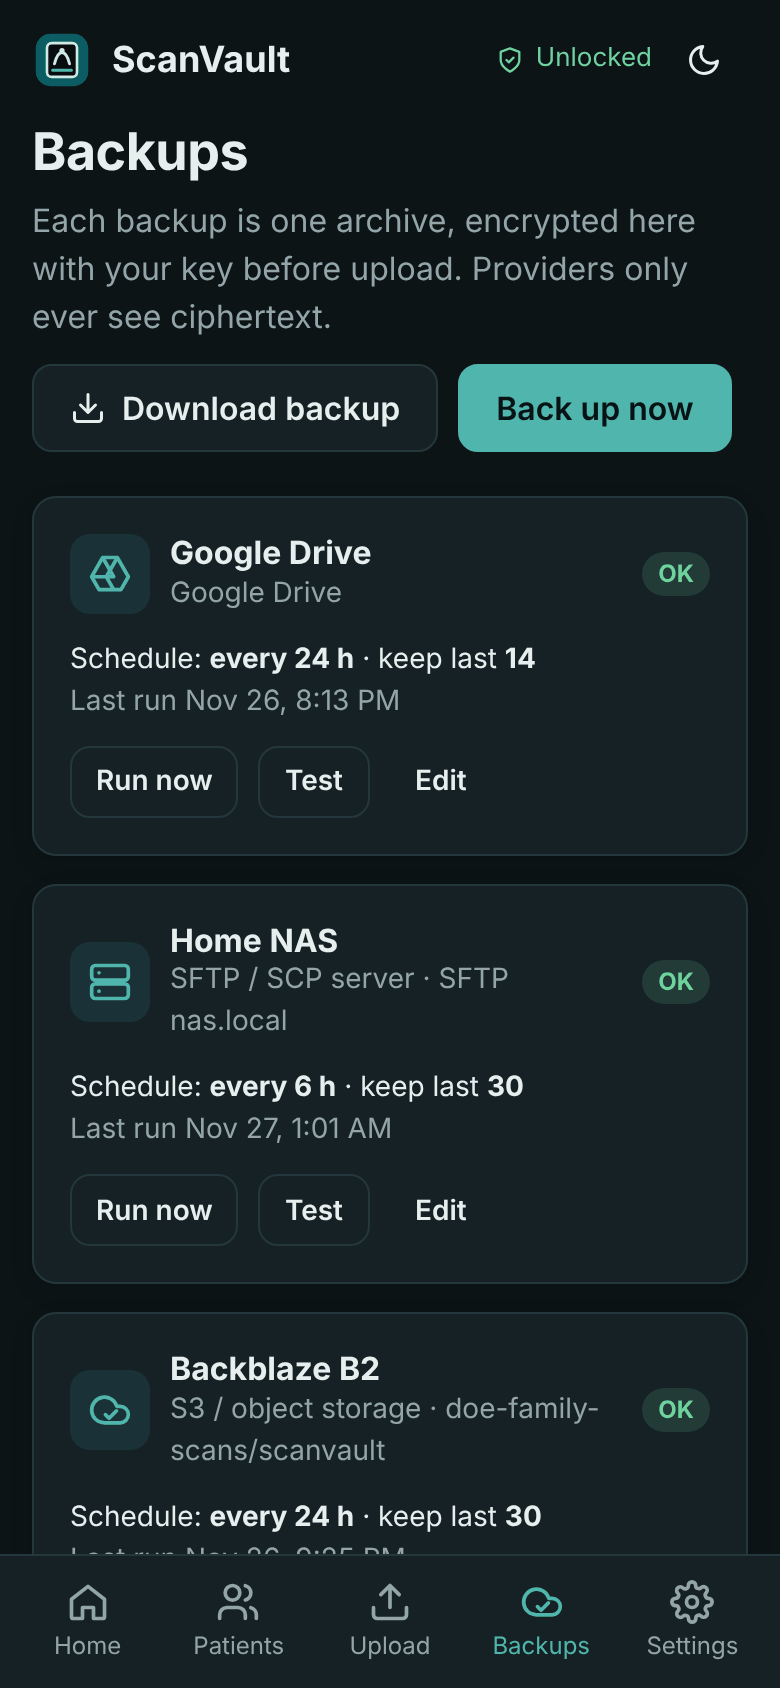 ScanVault
Unlocked
Backups
Each backup is one archive, encrypted here
with your key before upload. Providers only
ever see ciphertext.
Download backup
Back up now
Google Drive
Google Drive
OK
Schedule: every 24 h · keep last 14
Last run Nov 26, 8:13 PM
Run now
Test
Edit
Home NAS
SFTP / SCP server · SFTP
nas.local
OK
Schedule: every 6 h · keep last 30
Last run Nov 27, 1:01 AM
Run now
Test
Edit
Backblaze B2
S3 / object storage · doe-family-
scans/scanvault
OK
Schedule: every 24 h · keep last 30
Last run Nov 26
Home
Patients
Upload
Backups
Settings